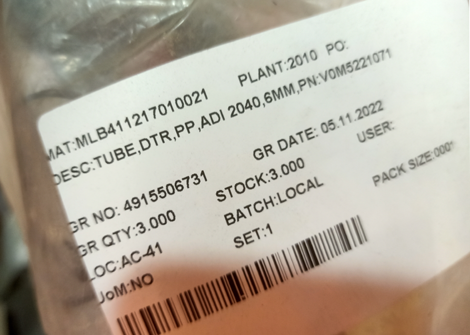 MAT:MLB411217010021 PLANT:2010 PO:
DESC:TUBE,DTR,PP,ADI 2040,6MM,PN:V0M5221071
GR NO: 4915506731 GR DATE: 05.11.2022
GR QTY:3.000 STOCK:3.000 USER:
LOC:AC-41 BATCH:LOCAL PACK SIZE:0001
UoM:NO SET:1